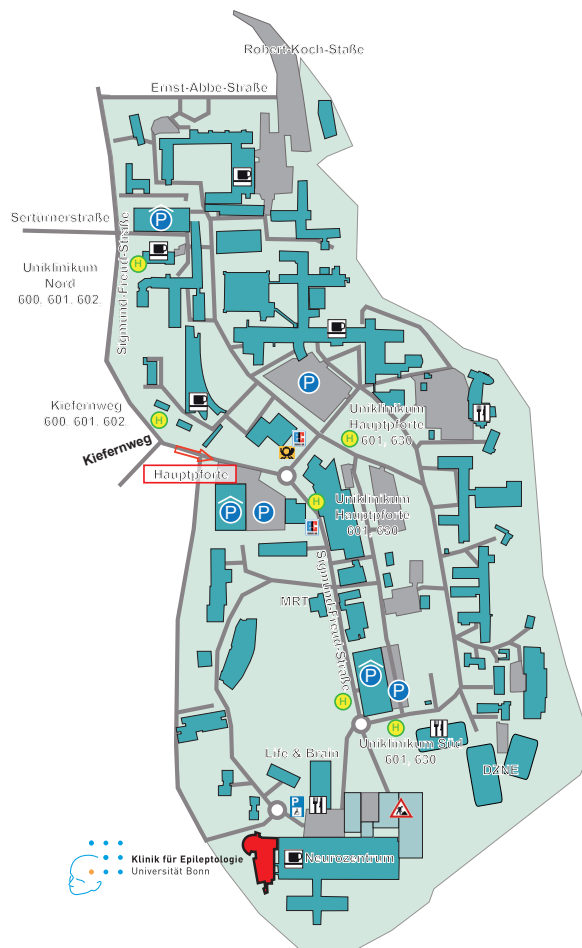 Robert-Koch-Staße
Ernst-Abbe-Straße
Sertürnerstraße
P
Sigmund-Freud-Straße
H
Uniklinikum
Nord
600. 601. 602.
P
Kiefernweg
600. 601. 602.
H
Uniklinikum
Hauptpforte
601, 630
H
Kiefernweg
Hauptpforte
P
P
H
Uniklinikum
Hauptpforte
601, 630
MRT
Sigmund-Freud-Straße
P
P
H
H
Uniklinikum Süd
601, 630
Life & Brain
DZNE
P
Klinik für Epileptologie
Universität Bonn
Neurozentrum